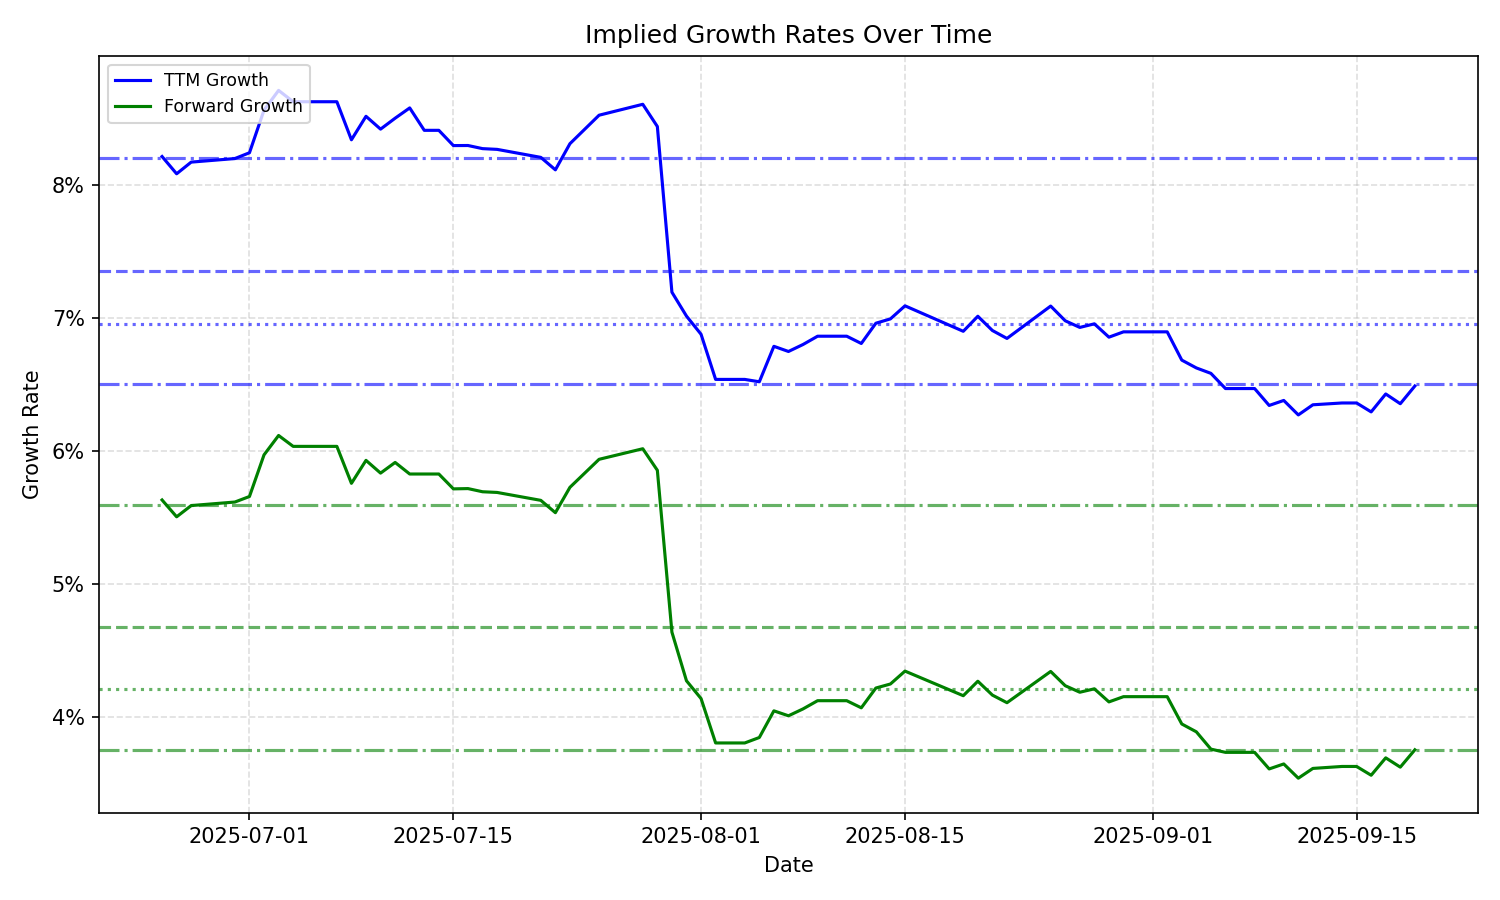 Implied Growth Rates Over Time
TTM Growth
Forward Growth
8%
7%
6%
5%
4%
Growth Rate
2025-07-01
2025-07-15
2025-08-01
2025-08-15
2025-09-01
2025-09-15
Date